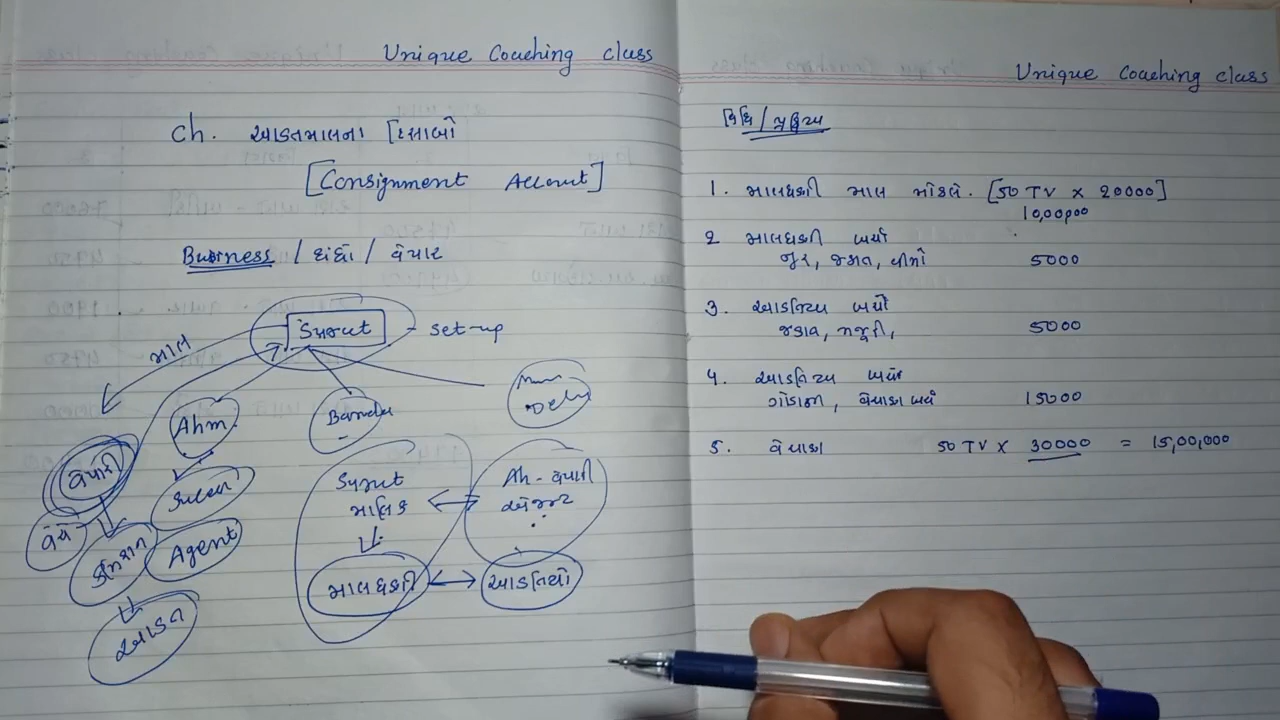 Unique Coaching class
Ch. આડતમાલના હિસાબો
[Consignment Account]
Business / ધંધો / વેપાર
Surat - set-up
માલ
Ahm
Delhi
વેપારી
વેચે
Agent
આડત
Surat
માલિક
Ah - વેપારી
એજન્ટ
માલધણી
આડતિયો
Unique Coaching class
વિધિ / પ્રક્રિયા
1. માલધણી માલ મોકલે. [50 TV × 20000]
10,00,000
2 માલધણી ખર્ચા
નુર, જકાત, વીમો 5000
3. આડતિયા ખર્ચા
જકાત, મજુરી, 5000
4. આડતિયા ખર્ચા
ગોડાઉન, વેચાણ ખર્ચ 15000
5. વેચાણ 50 TV × 30000 = 15,00,000